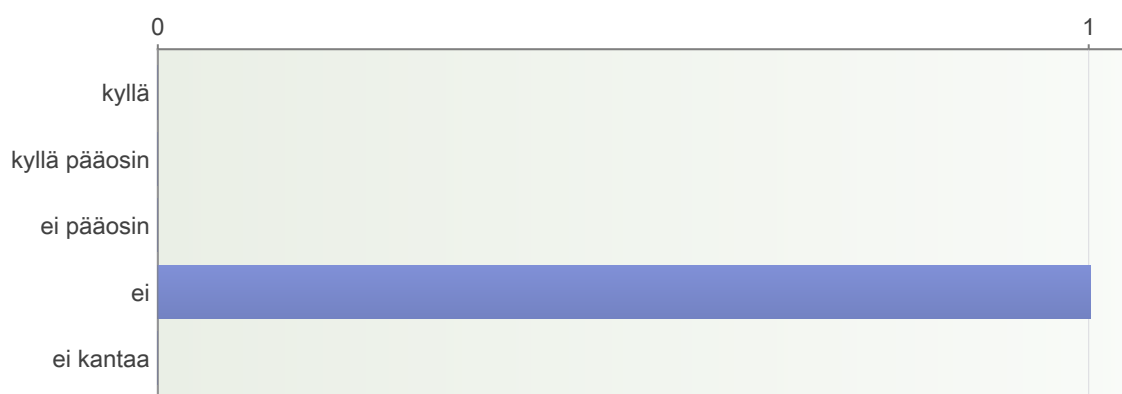 0 1
kyllä
kyllä pääosin
ei pääosin
ei
ei kantaa